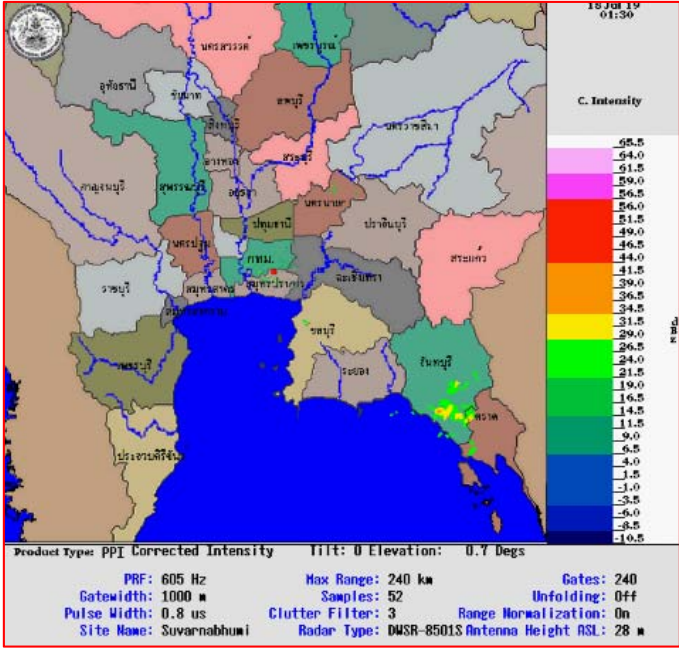 18 Jul 19
01:30
นครสวรรค์
เพชรบูรณ์
อุทัยธานี
ชัยนาท
ลพบุรี
สิงห์บุรี
นครราชสีมา
อ่างทอง
สระบุรี
กาญจนบุรี
สุพรรณบุรี
อยุธยา
นครนายก
ปทุมธานี
ปราจีนบุรี
นครปฐม
กทม.
สระแก้ว
ราชบุรี
สมุทรสาคร
สมุทรปราการ
ฉะเชิงเทรา
สมุทรสงคราม
ชลบุรี
เพชรบุรี
ระยอง
จันทบุรี
ตราด
ประจวบคีรีขันธ์
C. Intensity
65.5
64.0
61.5
59.0
56.5
56.0
51.5
49.0
46.5
44.0
41.5
39.0
36.5
34.0
31.5
29.0
26.5
24.0
21.5
19.0
16.5
14.5
11.5
9.0
6.5
4.0
1.5
-1.0
-3.5
-6.0
-8.5
-10.5
Product Type: PPI Corrected Intensity Tilt: 0 Elevation: 0.7 Degs
PRF: 605 Hz Max Range: 240 km Gates: 240
Gatewidth: 1000 m Samples: 52 Unfolding: Off
Pulse Width: 0.8 us Clutter Filter: 3 Range Normalization: On
Site Name: Suvarnabhumi Radar Type: DWSR-8501S Antenna Height ASL: 28 m